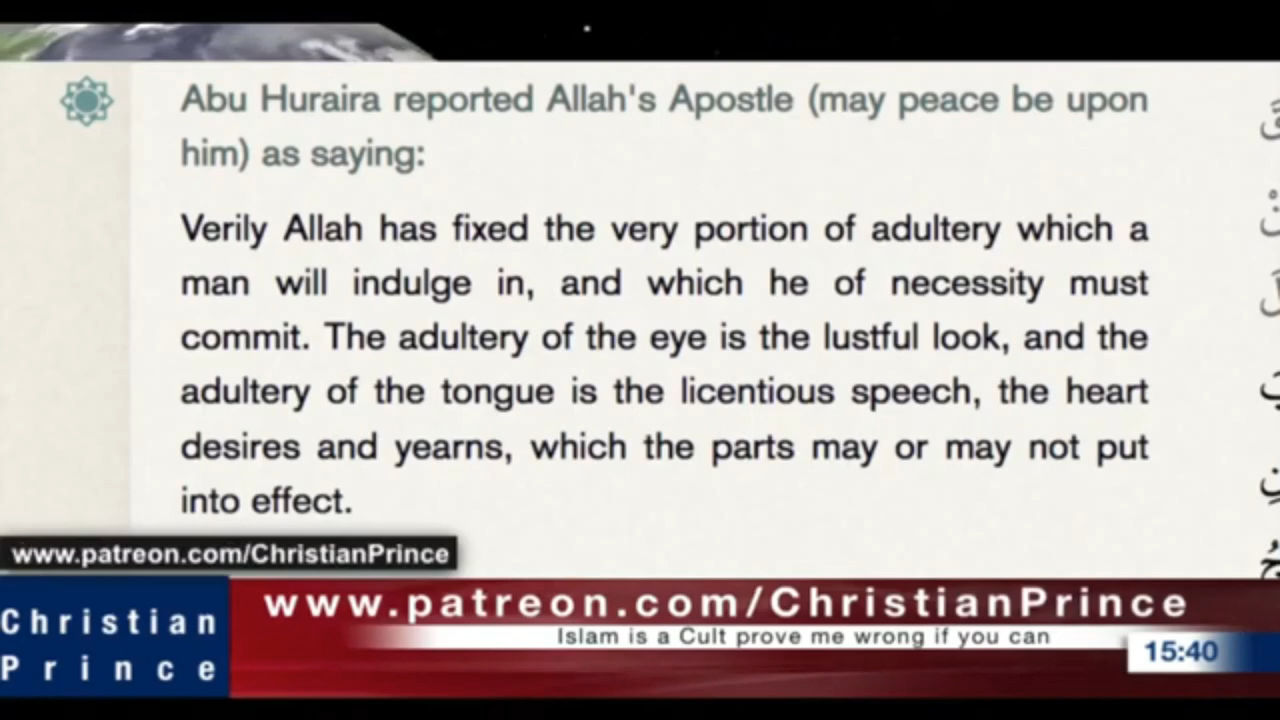 Abu Huraira reported Allah's Apostle (may peace be upon
him) as saying:
Verily Allah has fixed the very portion of adultery which a
man will indulge in, and which he of necessity must
commit. The adultery of the eye is the lustful look, and the
adultery of the tongue is the licentious speech, the heart
desires and yearns, which the parts may or may not put
into effect.
www.patreon.com/ChristianPrince
www.patreon.com/ChristianPrince
Islam is a Cult prove me wrong if you can
Christian
Prince
15:40